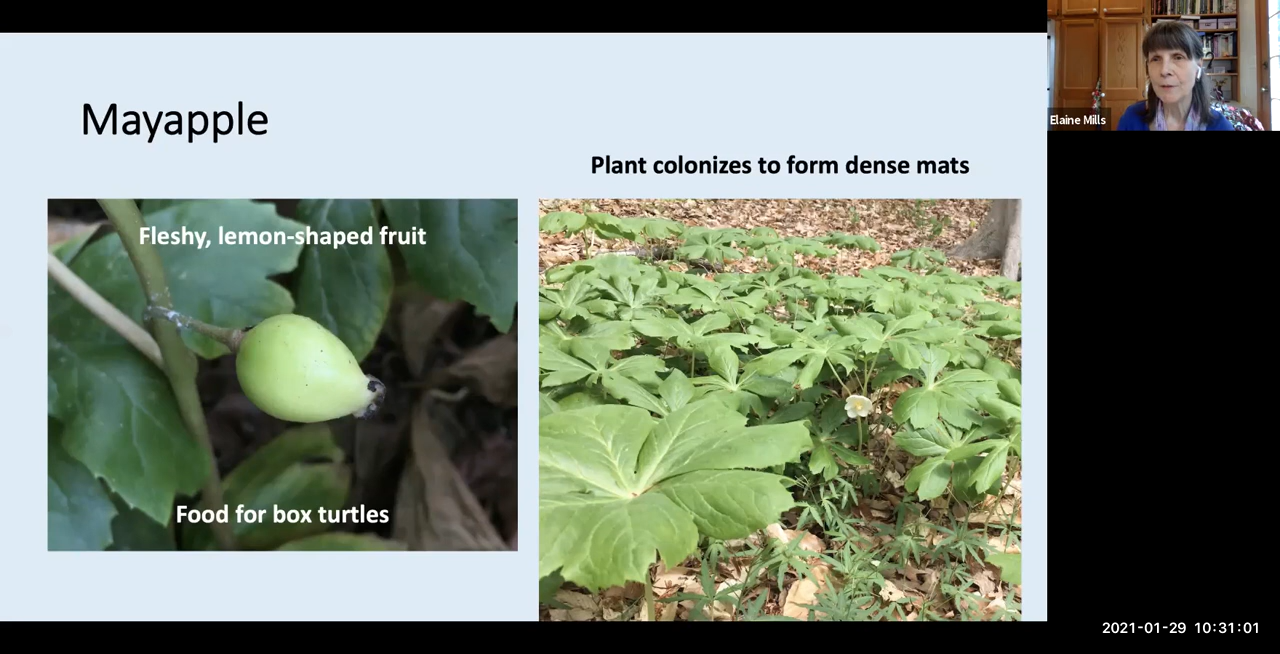 Mayapple
Plant colonizes to form dense mats
Fleshy, lemon-shaped fruit
Food for box turtles
Elaine Mills
2021-01-29 10:31:01